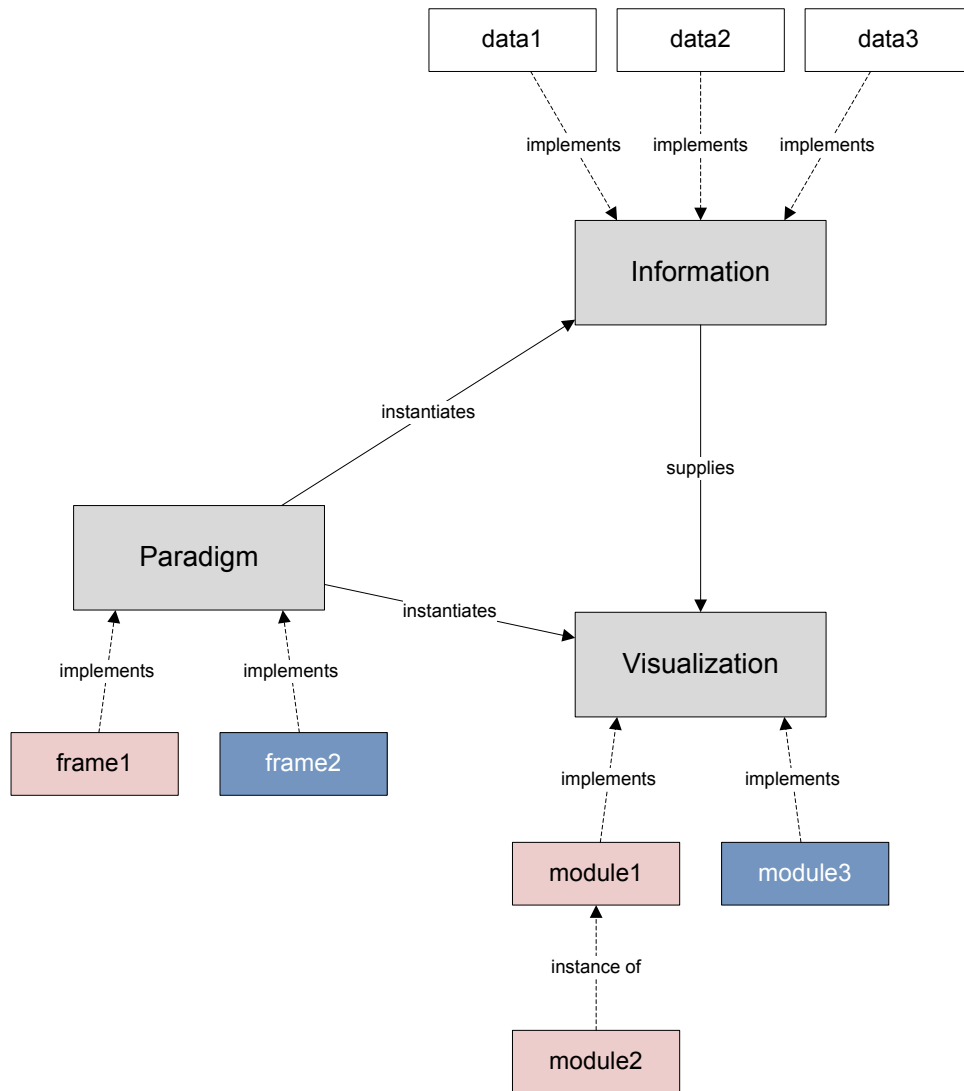 data1
data2
data3
implements
implements
implements
Information
instantiates
supplies
Paradigm
instantiates
Visualization
implements
implements
frame1
frame2
implements
implements
module1
module3
instance of
module2